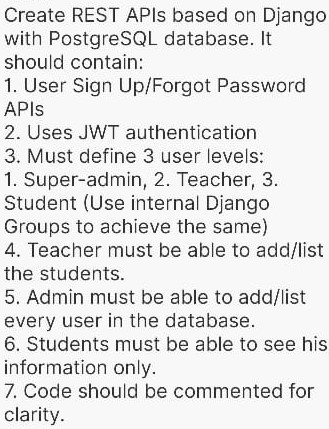 Create REST APIs based on Django
with PostgreSQL database. It
should contain:
1. User Sign Up/Forgot Password
APIs
2. Uses JWT authentication
3. Must define 3 user levels:
1. Super-admin, 2. Teacher, 3.
Student (Use internal Django
Groups to achieve the same)
4. Teacher must be able to add/list
the students.
5. Admin must be able to add/list
every user in the database.
6. Students must be able to see his
information only.
7. Code should be commented for
clarity.